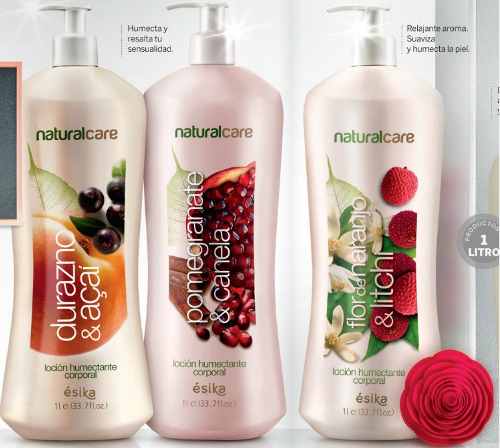 Humecta y
resalta tu
sensualidad.
Relajante aroma.
Suaviza
y humecta la piel.
naturalcare
durazno
& açaí
loción humectante
corporal
ésika
1 l e (33.7 fl.oz.)
naturalcare
pomegranate
& canela
loción humectante
corporal
ésika
1 l e (33.7 fl.oz.)
naturalcare
flor de naranjo
& litchi
loción humectante
corporal
ésika
1 l e (33.7 fl.oz.)
PRODUCTOS
1
LITRO